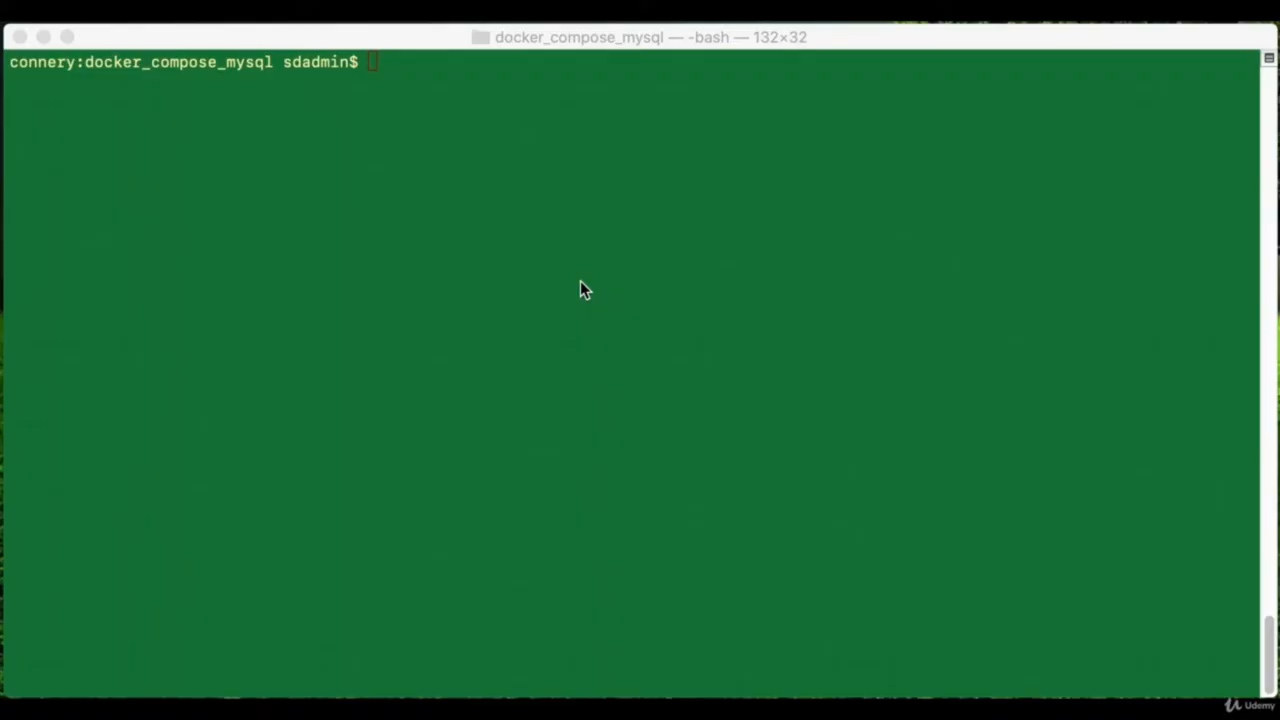 docker_compose_mysql — -bash — 132×32
connery:docker_compose_mysql sdadmin$
Udemy